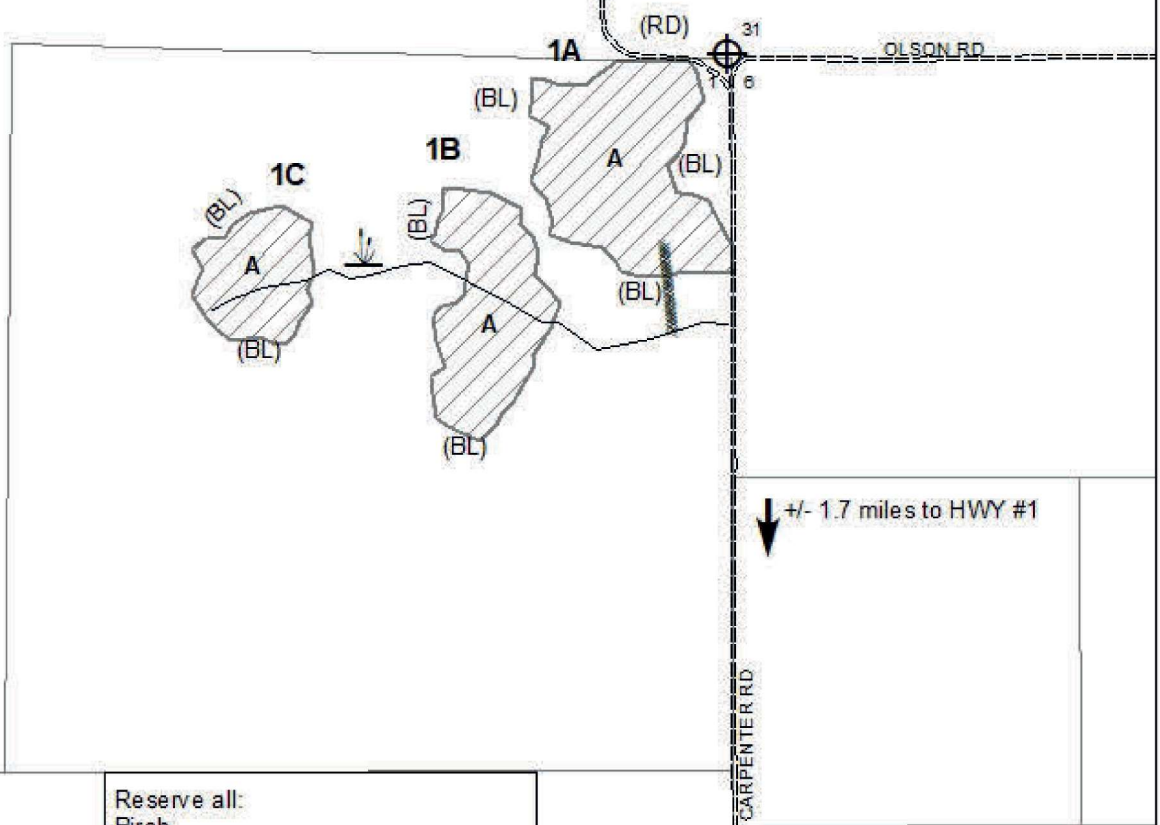 (RD)
31
1A
OLSON RD
1
6
(BL)
1B
A
(BL)
1C
(BL)
(BL)
A
A
(BL)
(BL)
(BL)
+/- 1.7 miles to HWY #1
CARPENTER RD
Reserve all: